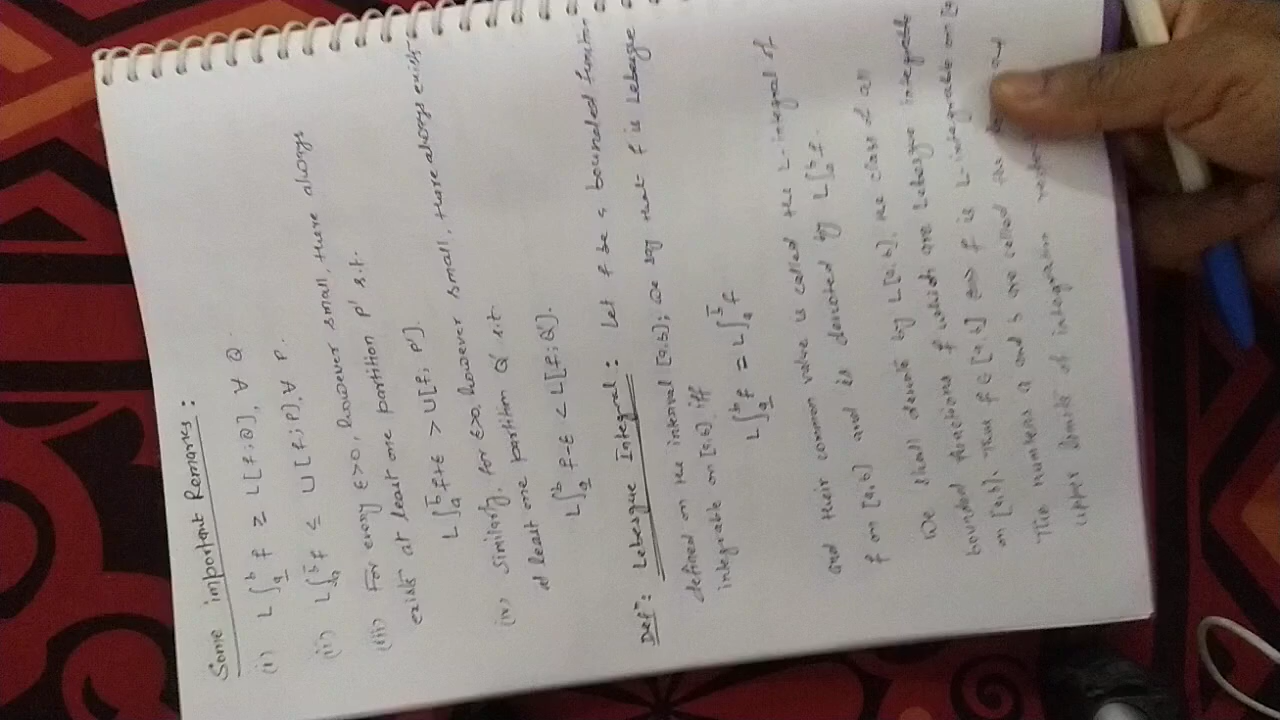 Some important Remarks :
(i) L∫_a̲^b f ≥ L[f; Q], ∀ Q
(ii) L∫_a^b̄ f ≤ U[f; P], ∀ P.
(iii) For every ε>0, however small, there always
exists at least one partition P' s.t.
L∫_a^b̄ f+ε > U[f; P'].
(iv) Similarly, for ε>0, however small, there always exist
at least one partition Q' s.t.
L∫_a̲^b f-ε < L[f; Q'].
Defⁿ: Lebesgue Integral : Let f be a bounded function
defined on the interval [a,b]; we say that f is Lebesgue
integrable on [a,b] iff
L∫_a̲^b f = L∫_a^b̄ f
and their common value is called the L-integral of
f on [a,b] and is denoted by L∫_a^b f.
We shall denote by L[a,b], the class of all
bounded functions f which are Lebesgue integrable
on [a,b]. Thus f ∈ [a,b] ⟺ f is L-integrable on [a
The numbers a and b are called the and
upper limits of integration